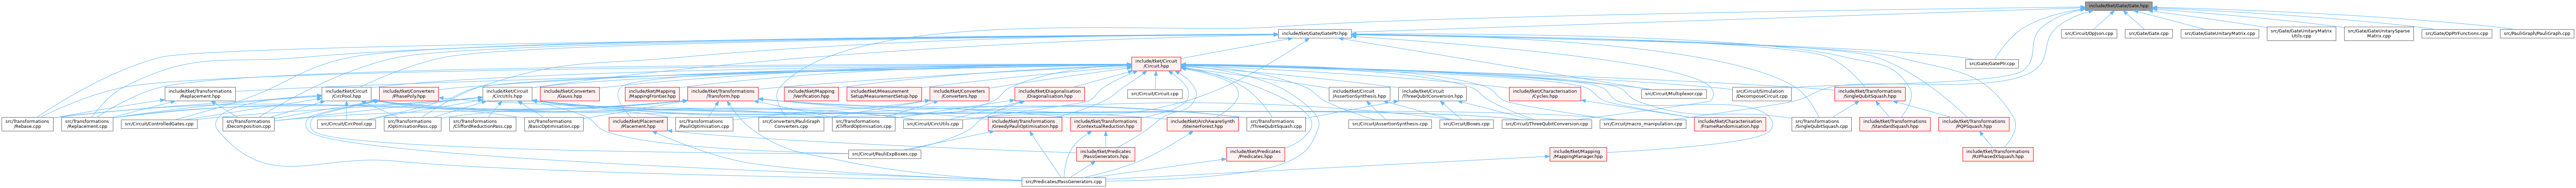 include/tket/Gate/Gate.hpp
include/tket/Gate/GatePtr.hpp
src/Circuit/OpJson.cpp
src/Gate/Gate.cpp
src/Gate/GateUnitaryMatrix.cpp
src/Gate/GateUnitaryMatrix
Utils.cpp
src/Gate/GateUnitarySparse
Matrix.cpp
src/Gate/OpPtrFunctions.cpp
src/PauliGraph/PauliGraph.cpp
include/tket/Circuit
/Circuit.hpp
src/Gate/GatePtr.cpp
include/tket/Transformations
/Replacement.hpp
include/tket/Circuit
/CircPool.hpp
include/tket/Converters
/PhasePoly.hpp
include/tket/Circuit
/CircUtils.hpp
include/tket/Converters
/Gauss.hpp
include/tket/Mapping
/MappingFrontier.hpp
include/tket/Transformations
/Transform.hpp
include/tket/Mapping
/Verification.hpp
include/tket/Measurement
Setup/MeasurementSetup.hpp
include/tket/Converters
/Converters.hpp
include/tket/Diagonalisation
/Diagonalisation.hpp
src/Circuit/Circuit.cpp
include/tket/Circuit
/AssertionSynthesis.hpp
include/tket/Circuit
/ThreeQubitConversion.hpp
include/tket/Characterisation
/Cycles.hpp
src/Circuit/Multiplexor.cpp
src/Circuit/Simulation
/DecomposeCircuit.cpp
include/tket/Transformations
/SingleQubitSquash.hpp
src/Transformations
/Rebase.cpp
src/Transformations
/Replacement.cpp
src/Circuit/ControlledGates.cpp
src/Transformations
/Decomposition.cpp
src/Circuit/CircPool.cpp
src/Transformations
/OptimisationPass.cpp
src/Transformations
/CliffordReductionPass.cpp
src/Transformations
/BasicOptimisation.cpp
include/tket/Placement
/Placement.hpp
src/Transformations
/PauliOptimisation.cpp
src/Converters/PauliGraph
Converters.cpp
src/Transformations
/CliffordOptimisation.cpp
src/Circuit/CircUtils.cpp
include/tket/Transformations
/GreedyPauliOptimisation.hpp
include/tket/Transformations
/ContextualReduction.hpp
include/tket/ArchAwareSynth
/SteinerForest.hpp
src/Transformations
/ThreeQubitSquash.cpp
src/Circuit/AssertionSynthesis.cpp
src/Circuit/Boxes.cpp
src/Circuit/ThreeQubitConversion.cpp
src/Circuit/macro_manipulation.cpp
include/tket/Characterisation
/FrameRandomisation.hpp
src/Transformations
/SingleQubitSquash.cpp
include/tket/Transformations
/StandardSquash.hpp
include/tket/Transformations
/PQPSquash.hpp
src/Circuit/PauliExpBoxes.cpp
include/tket/Predicates
/PassGenerators.hpp
include/tket/Predicates
/Predicates.hpp
include/tket/Mapping
/MappingManager.hpp
include/tket/Transformations
/RzPhasedXSquash.hpp
src/Predicates/PassGenerators.cpp